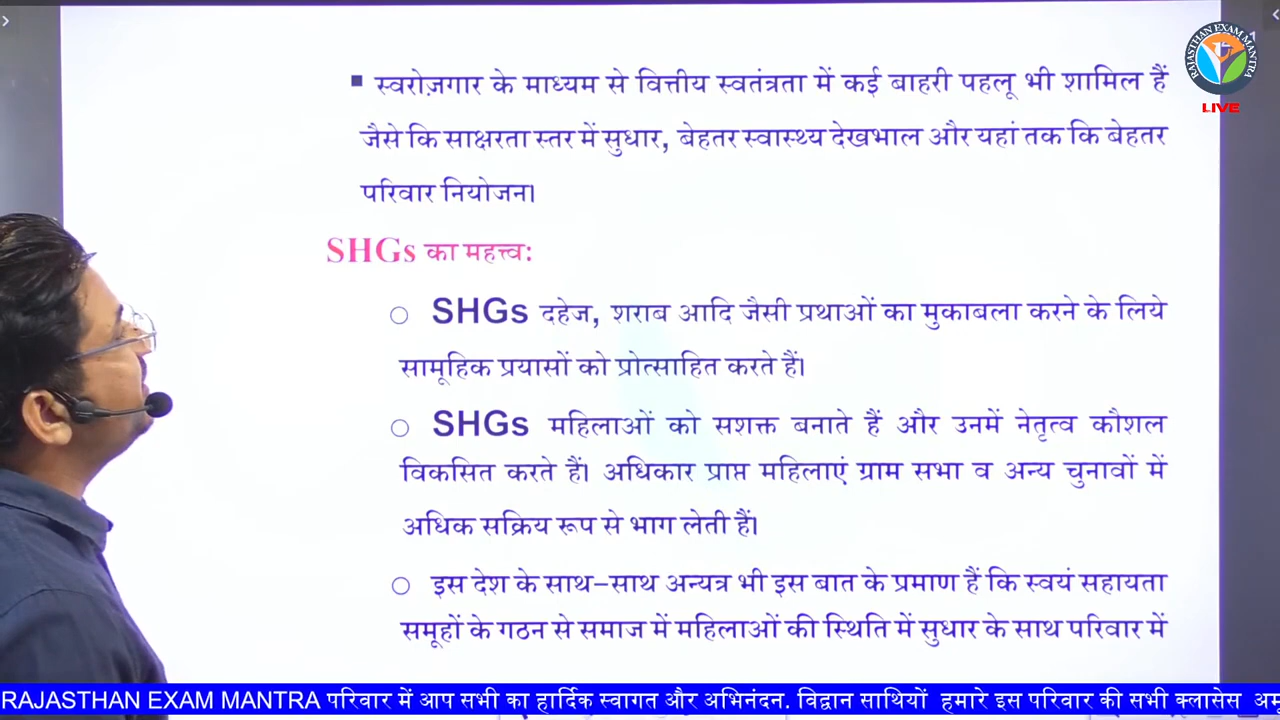 RAJASTHAN EXAM MANTRA
LIVE
स्वरोज़गार के माध्यम से वित्तीय स्वतंत्रता में कई बाहरी पहलू भी शामिल हैं
जैसे कि साक्षरता स्तर में सुधार, बेहतर स्वास्थ्य देखभाल और यहां तक कि बेहतर
परिवार नियोजन।
SHGs का महत्त्व:
SHGs दहेज, शराब आदि जैसी प्रथाओं का मुकाबला करने के लिये
सामूहिक प्रयासों को प्रोत्साहित करते हैं।
SHGs महिलाओं को सशक्त बनाते हैं और उनमें नेतृत्व कौशल
विकसित करते हैं। अधिकार प्राप्त महिलाएं ग्राम सभा व अन्य चुनावों में
अधिक सक्रिय रूप से भाग लेती हैं।
इस देश के साथ-साथ अन्यत्र भी इस बात के प्रमाण हैं कि स्वयं सहायता
समूहों के गठन से समाज में महिलाओं की स्थिति में सुधार के साथ परिवार में
RAJASTHAN EXAM MANTRA परिवार में आप सभी का हार्दिक स्वागत और अभिनंदन. विद्वान साथियों हमारे इस परिवार की सभी क्लासेस